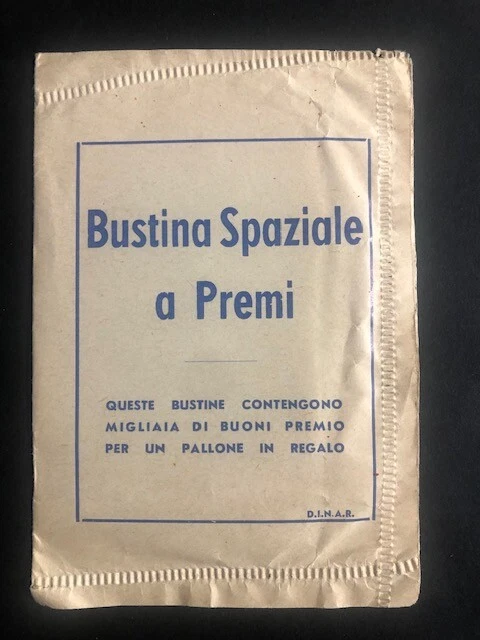 Bustina Spaziale
a Premi
QUESTE BUSTINE CONTENGONO
MIGLIAIA DI BUONI PREMIO
PER UN PALLONE IN REGALO
D.I.N.A.R.